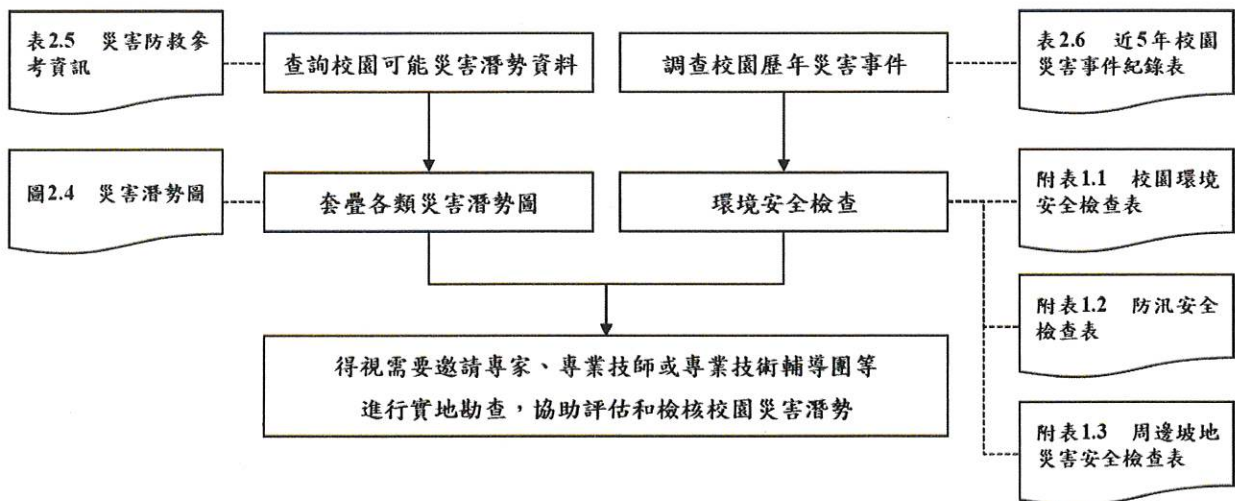 表2.5 災害防救參
考資訊
查詢校園可能災害潛勢資料
調查校園歷年災害事件
表2.6 近5年校園
災害事件紀錄表
圖2.4 災害潛勢圖
套疊各類災害潛勢圖
環境安全檢查
附表1.1 校園環境
安全檢查表
附表1.2 防汛安全
檢查表
得視需要邀請專家、專業技師或專業技術輔導團等
進行實地勘查,協助評估和檢核校園災害潛勢
附表1.3 周邊坡地
災害安全檢查表